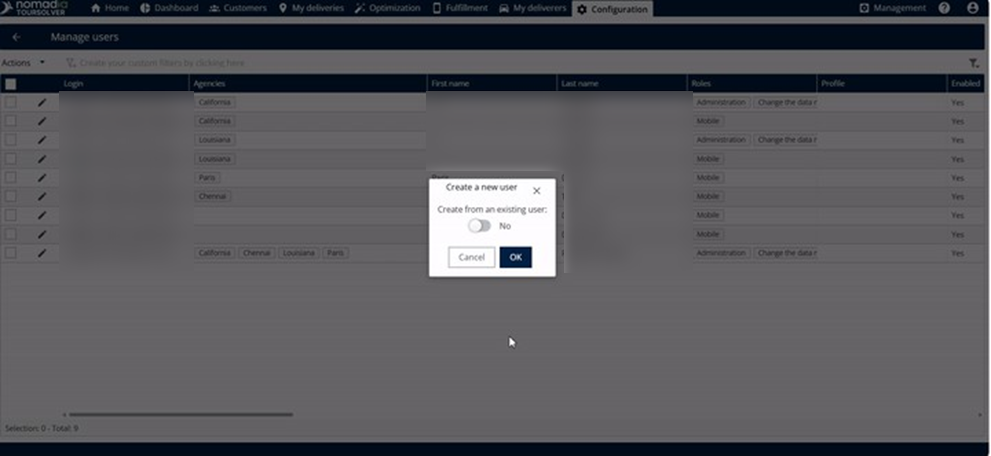 nomadia Home Dashboard Customers My deliveries Optimization Fulfillment My deliverers Configuration Management
TOURSOLVER
Manage users
Actions Create your custom filters by clicking here
Login Agencies First name Last name Roles Profile Enabled
California Administration Change the data r Yes
California Mobile Yes
Louisiana Administration Change the data r Yes
Louisiana Mobile Yes
Paris Mobile Yes
Chennai Mobile Yes
Mobile Yes
Mobile Yes
California Chennai Louisiana Paris Administration Change the data r Yes
Create a new user
Create from an existing user:
No
Cancel OK
Selection: 0 - Total: 9